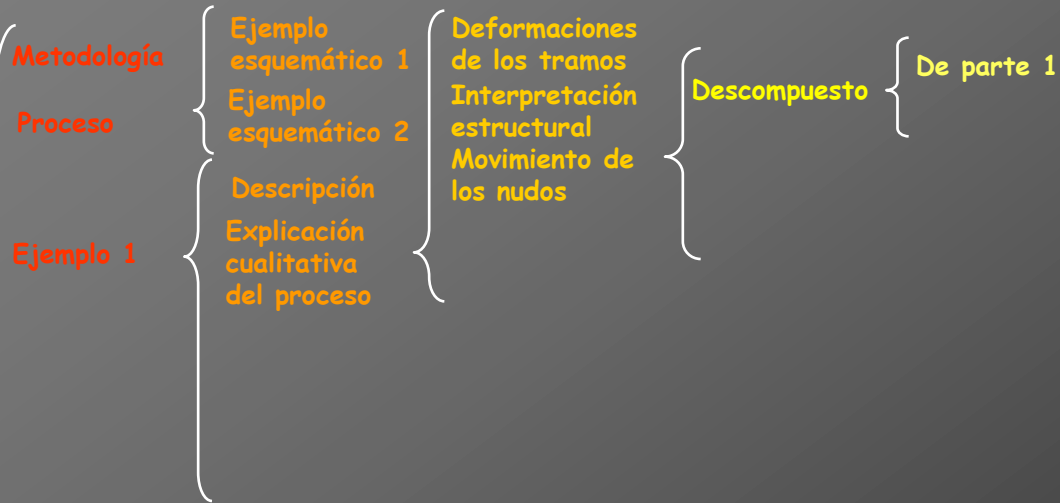 Metodología
Proceso
Ejemplo 1
Ejemplo
esquemático 1
Ejemplo
esquemático 2
Descripción
Explicación
cualitativa
del proceso
Deformaciones
de los tramos
Interpretación
estructural
Movimiento de
los nudos
Descompuesto
De parte 1